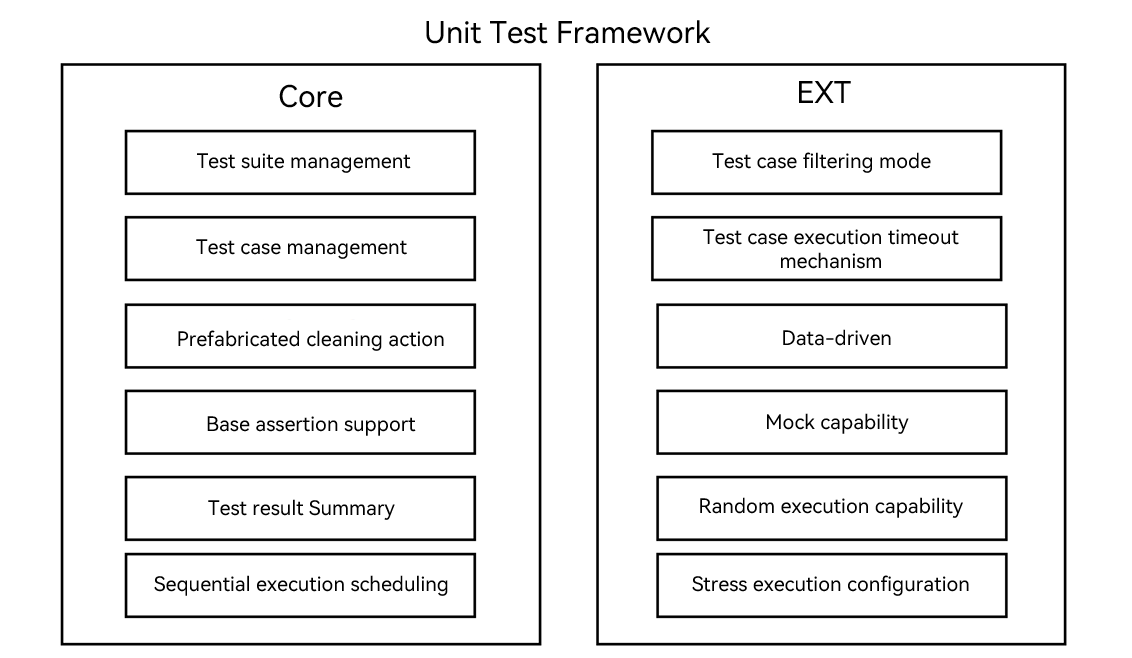 Unit Test Framework
Core
Test suite management
Test case management
Prefabricated cleaning action
Base assertion support
Test result Summary
Sequential execution scheduling
EXT
Test case filtering mode
Test case execution timeout
mechanism
Data-driven
Mock capability
Random execution capability
Stress execution configuration